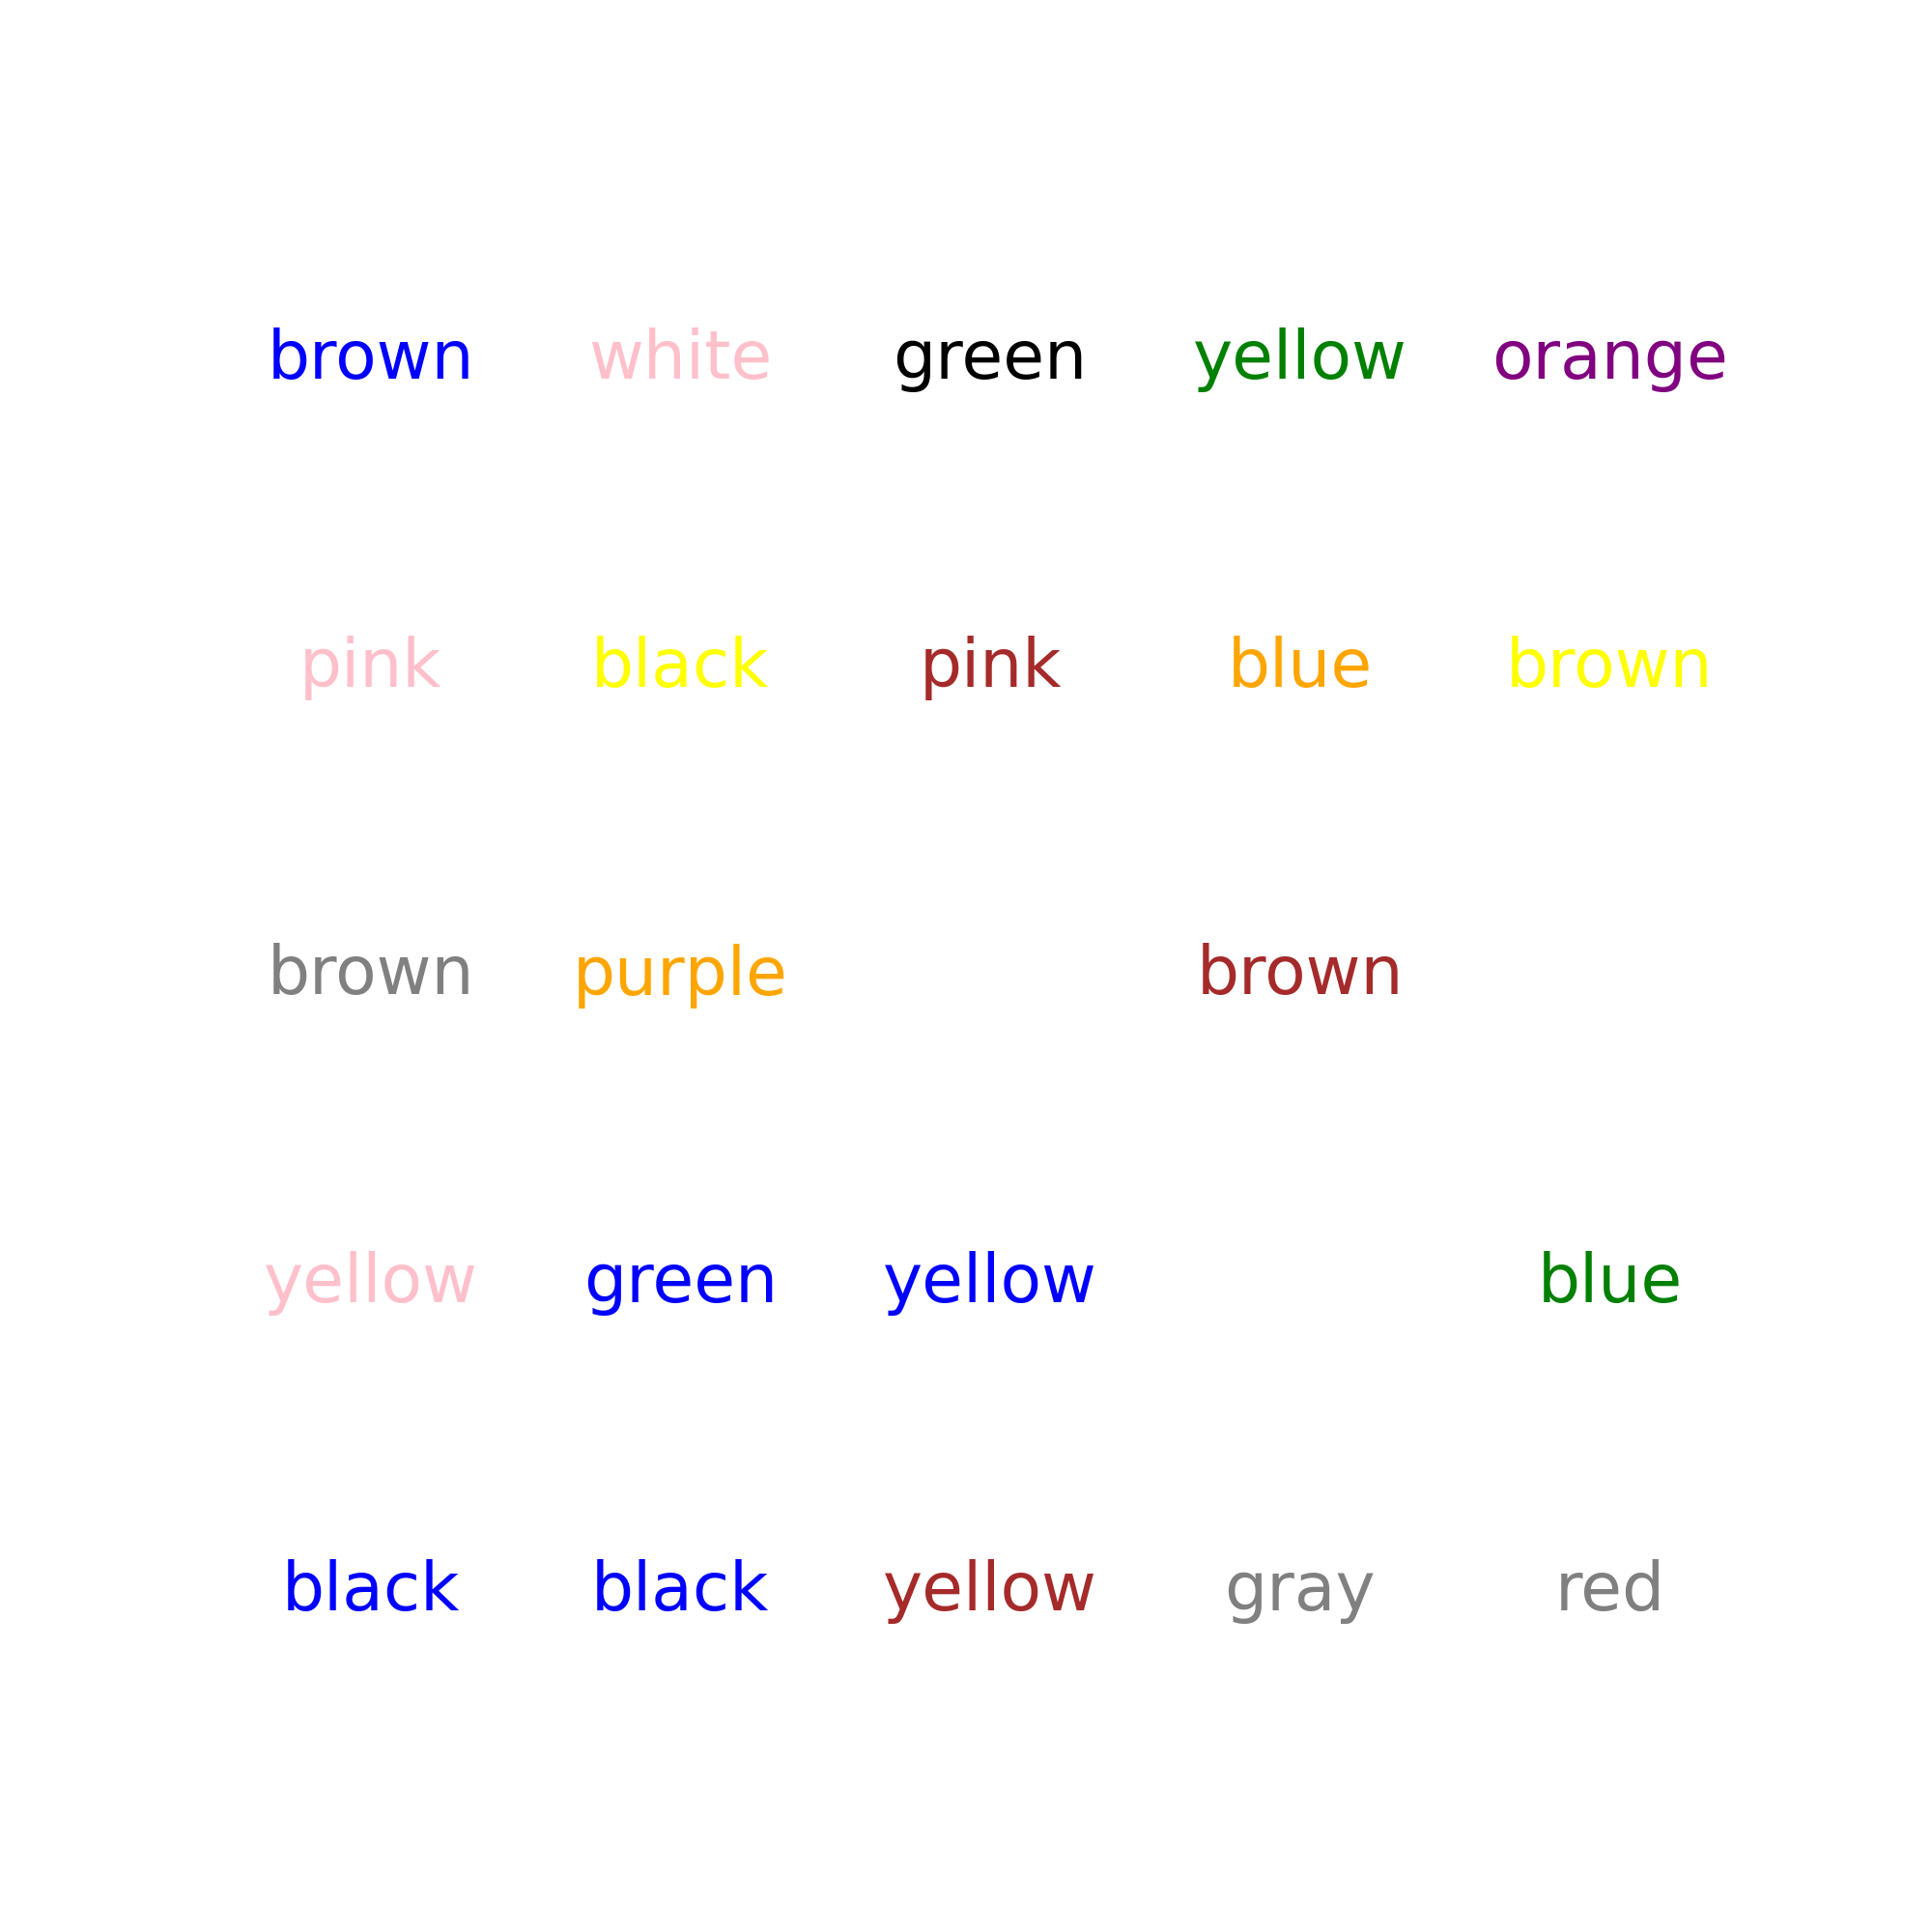 brown white green yellow orange
pink black pink blue brown
brown purple brown
yellow green yellow blue
black black yellow gray red